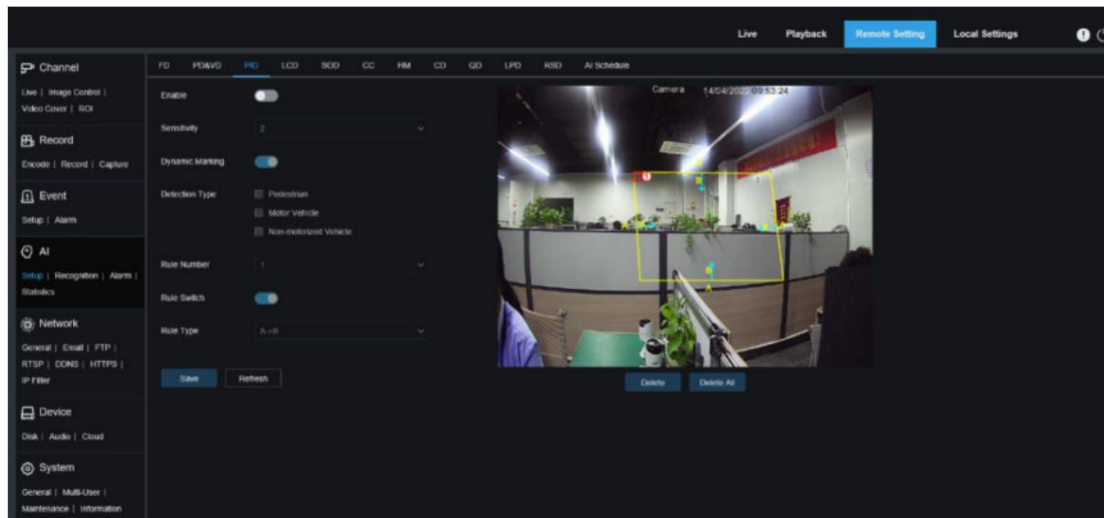 Live Playback Remote Setting Local Settings
Channel
Live | Image Control |
Video Cover | ROI
Record
Encode | Record | Capture
Event
Setup | Alarm
AI
Setup | Recognition | Alarm |
Statistics
Network
General | Email | FTP |
RTSP | DDNS | HTTPS |
IP Filter
Device
Disk | Audio | Cloud
System
General | Multi-User |
Maintenance | Information
FD PD&VD PID LCD SOD CC HM CD QD LPD RSD AI Schedule
Enable
Sensitivity 2
Dynamic Marking
Detection Type Pedestrian
Motor Vehicle
Non-motorized Vehicle
Rule Number 1
Rule Switch
Rule Type A->B
Save Refresh
Camera 14/04/2022 09:53:24
A
B
1
B
A
Delete Delete All